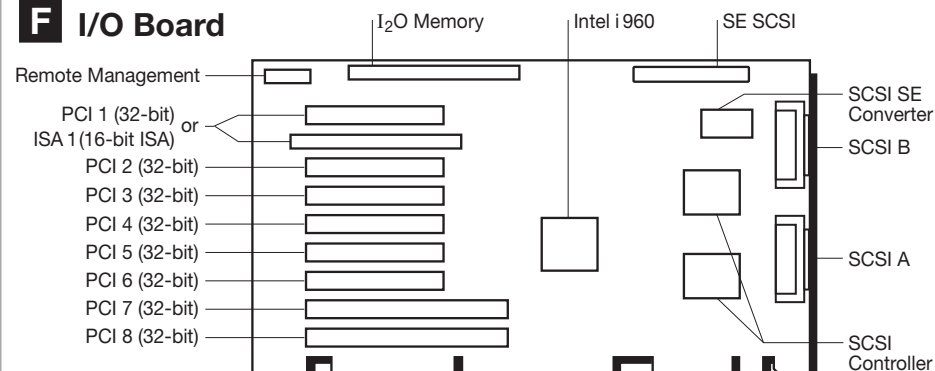 F I/O Board
I₂O Memory
Intel i960
SE SCSI
Remote Management
PCI 1 (32-bit)
or
ISA 1 (16-bit ISA)
PCI 2 (32-bit)
PCI 3 (32-bit)
PCI 4 (32-bit)
PCI 5 (32-bit)
PCI 6 (32-bit)
PCI 7 (32-bit)
PCI 8 (32-bit)
SCSI SE
Converter
SCSI B
SCSI A
SCSI
Controller